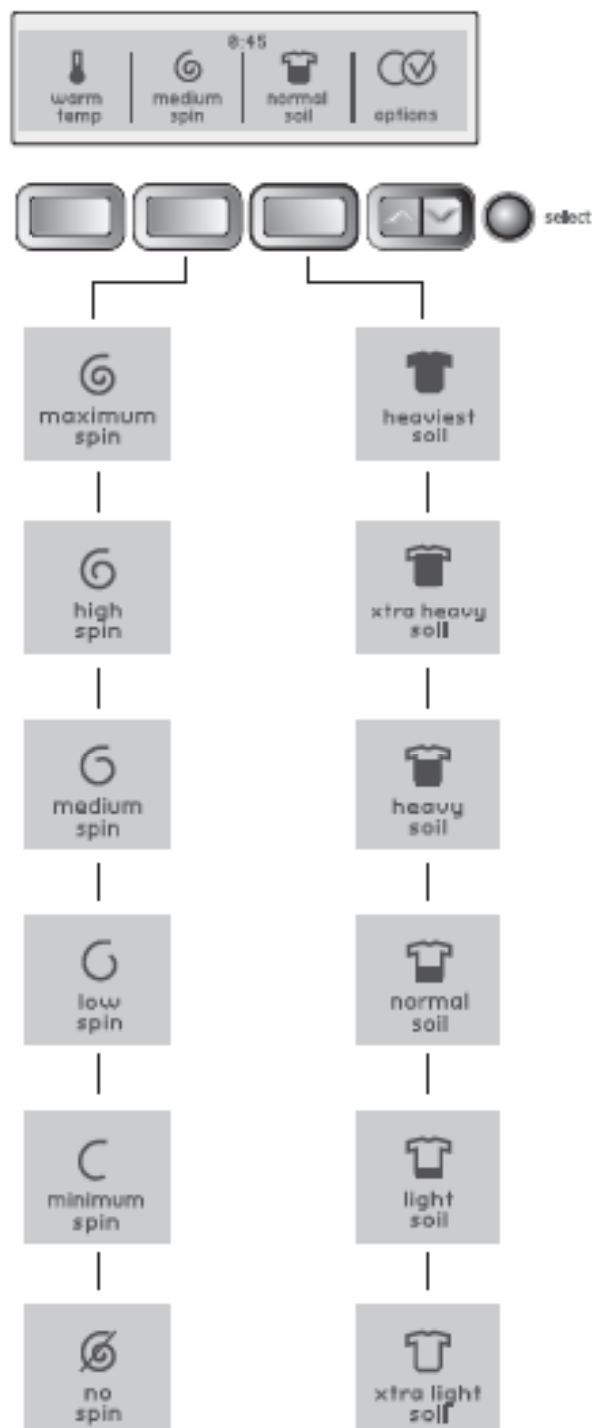 0:45
warm
temp
medium
spin
normal
soil
options
select
maximum
spin
heaviest
soil
high
spin
xtra heavy
soil
medium
spin
heavy
soil
low
spin
normal
soil
minimum
spin
light
soil
no
spin
xtra light
soil